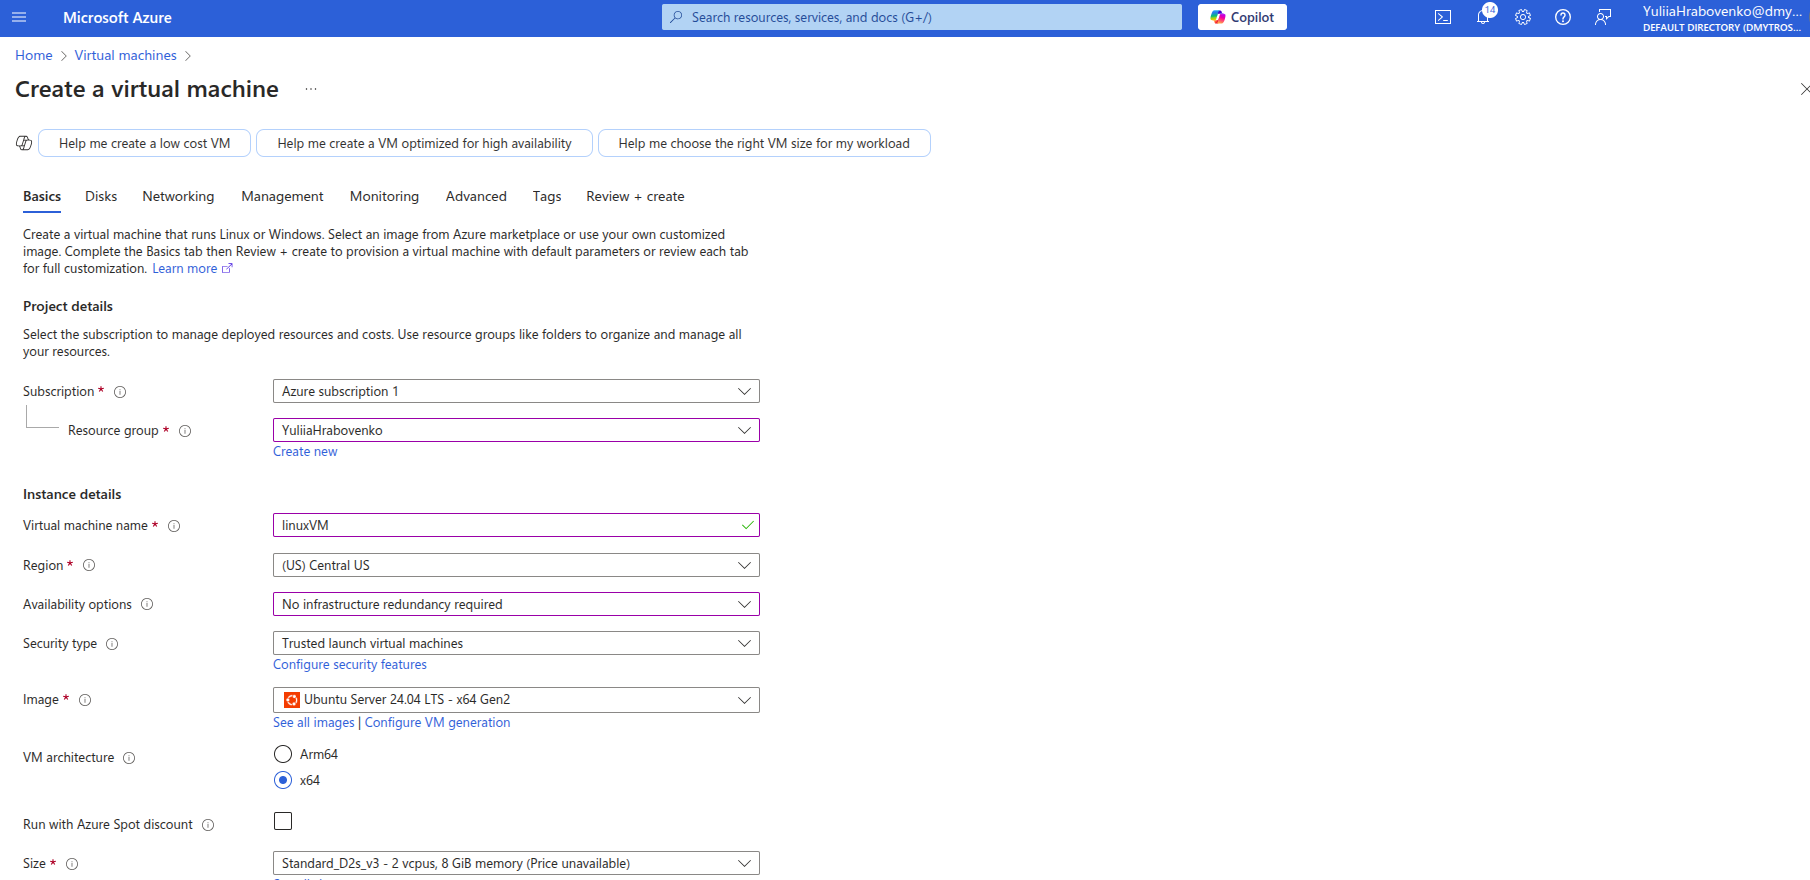 Microsoft Azure
Search resources, services, and docs (G+/)
Copilot
14
YuliiaHrabovenko@dmy...
DEFAULT DIRECTORY (DMYTROS...
Home > Virtual machines >
Create a virtual machine ...
Help me create a low cost VM
Help me create a VM optimized for high availability
Help me choose the right VM size for my workload
Basics Disks Networking Management Monitoring Advanced Tags Review + create
Create a virtual machine that runs Linux or Windows. Select an image from Azure marketplace or use your own customized
image. Complete the Basics tab then Review + create to provision a virtual machine with default parameters or review each tab
for full customization. Learn more
Project details
Select the subscription to manage deployed resources and costs. Use resource groups like folders to organize and manage all
your resources.
Subscription * Azure subscription 1
Resource group * YuliiaHrabovenko
Create new
Instance details
Virtual machine name * linuxVM
Region * (US) Central US
Availability options No infrastructure redundancy required
Security type Trusted launch virtual machines
Configure security features
Image * Ubuntu Server 24.04 LTS - x64 Gen2
See all images | Configure VM generation
VM architecture
Arm64
x64
Run with Azure Spot discount
Size * Standard_D2s_v3 - 2 vcpus, 8 GiB memory (Price unavailable)